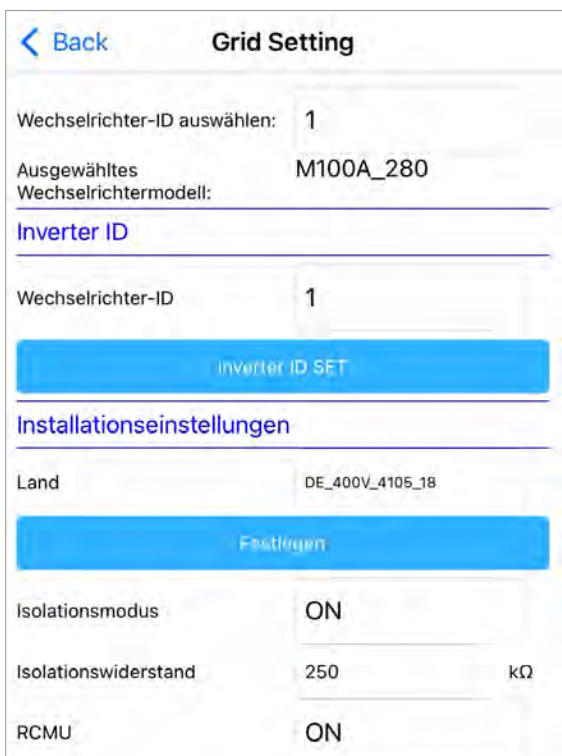 Back Grid Setting
Wechselrichter-ID auswählen: 1
Ausgewähltes M100A_280
Wechselrichtermodell:
Inverter ID
Wechselrichter-ID 1
Inverter ID SET
Installationseinstellungen
Land DE_400V_4105_18
Festlegen
Isolationsmodus ON
Isolationswiderstand 250 kΩ
RCMU ON